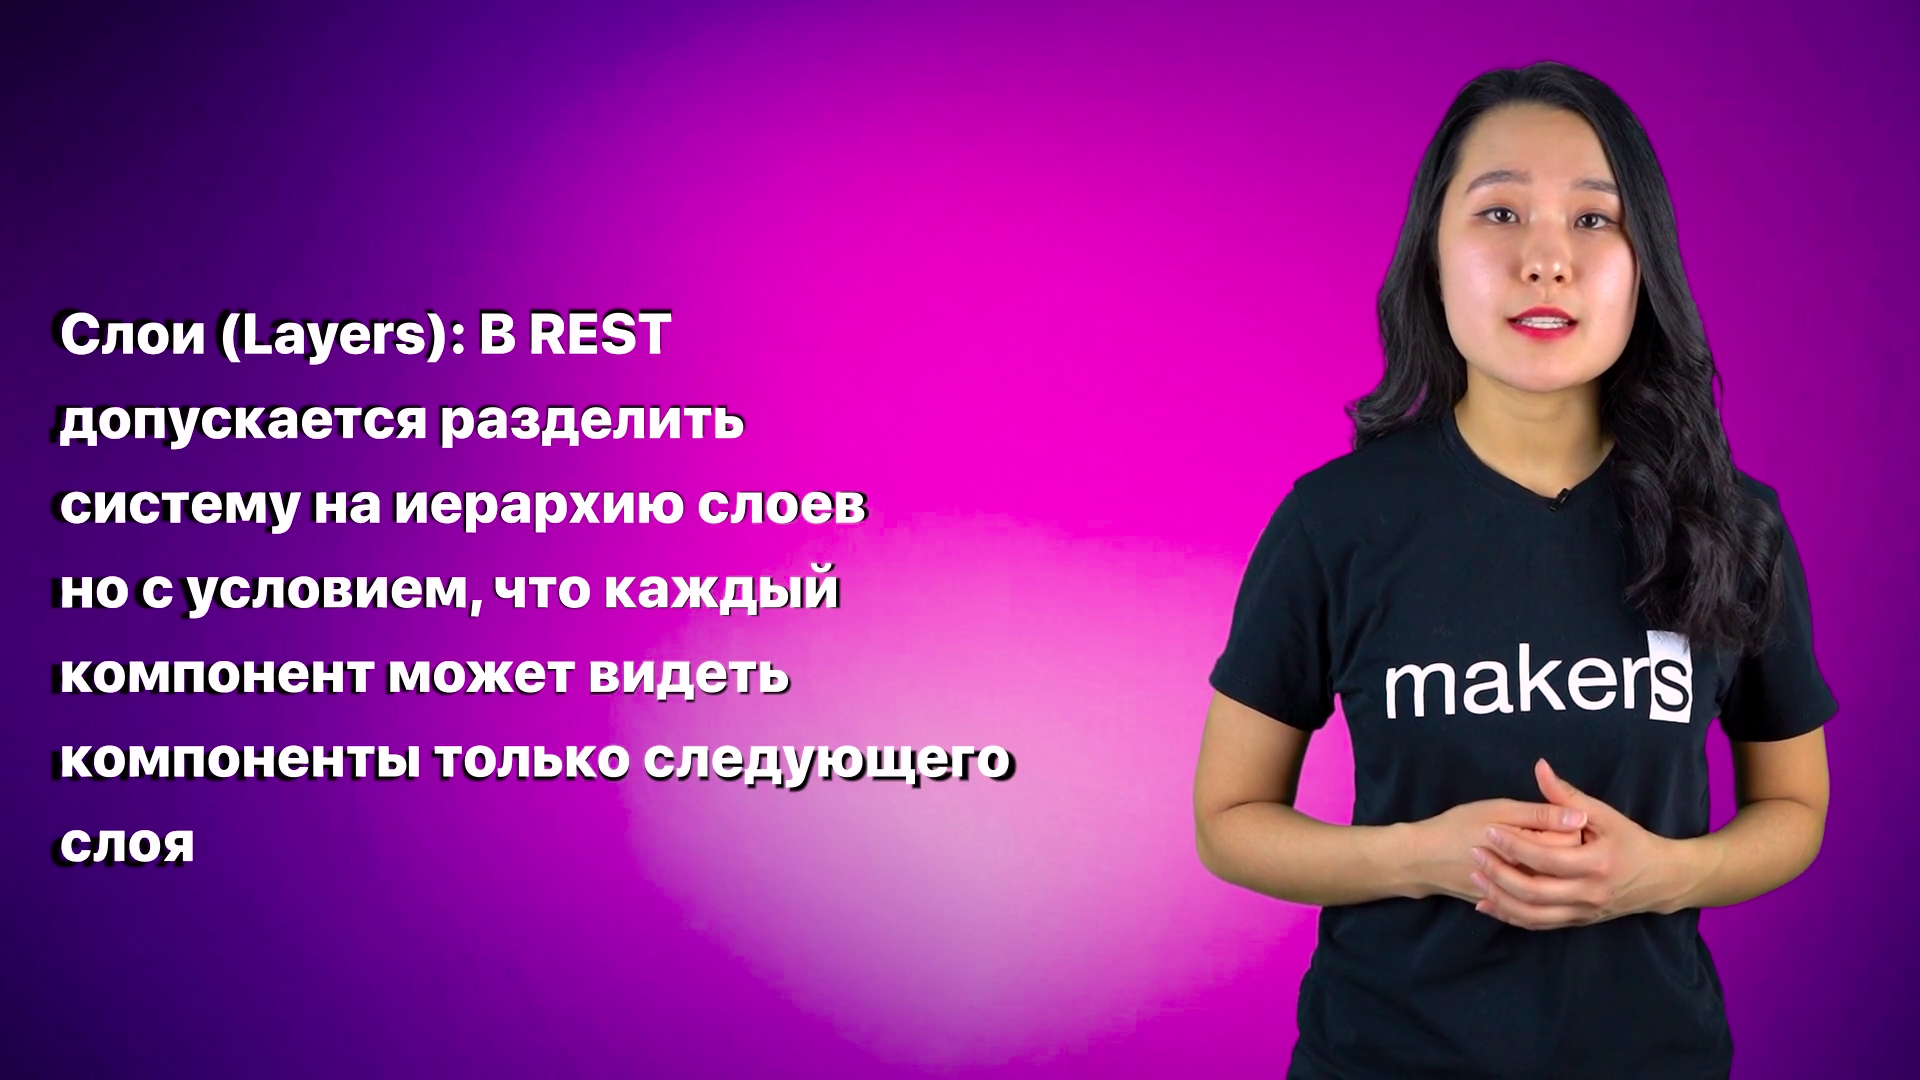 Слои (Layers): В REST
допускается разделить
систему на иерархию слоев
но с условием, что каждый
компонент может видеть
компоненты только следующего
слоя
makers